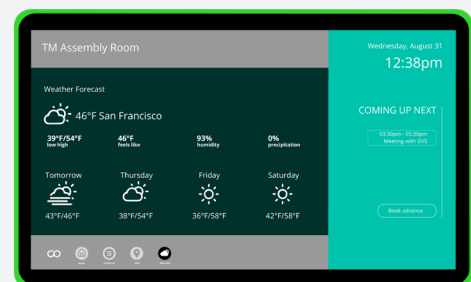 TM Assembly Room
Wednesday, August 31
12:38pm
Weather Forecast
46°F San Francisco
39°F/54°F
low high
46°F
feels like
93%
humidity
0%
precipitation
Tomorrow
43°F/46°F
Thursday
38°F/54°F
Friday
36°F/58°F
Saturday
42°F/58°F
COMING UP NEXT
03:30pm - 05:30pm
Meeting with DVS
Book advance